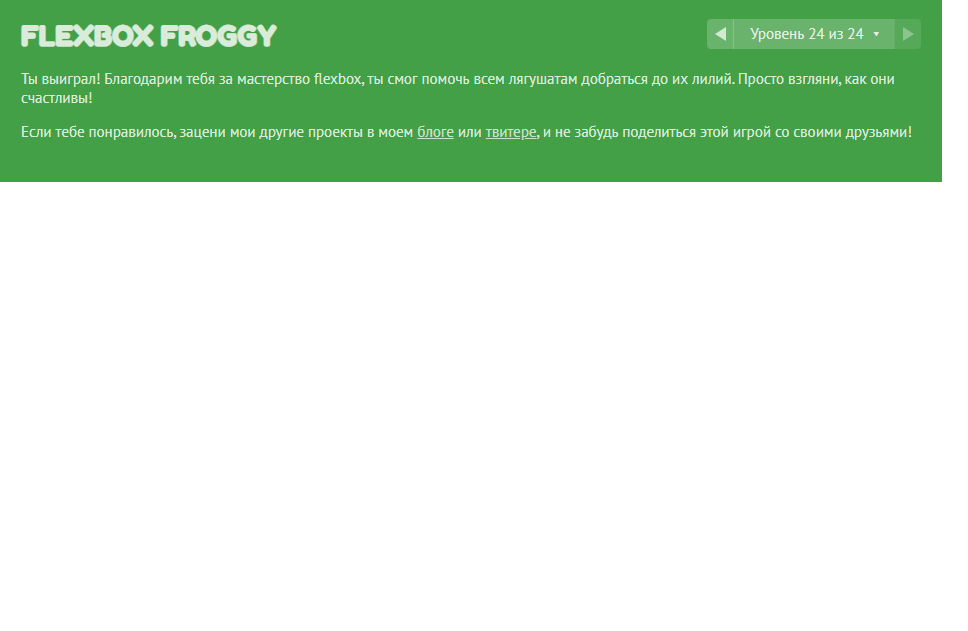 FLEXBOX FROGGY
Уровень 24 из 24
Ты выиграл! Благодарим тебя за мастерство flexbox, ты смог помочь всем лягушатам добраться до их лилий. Просто взгляни, как они
счастливы!
Если тебе понравилось, зацени мои другие проекты в моем блоге или твитере, и не забудь поделиться этой игрой со своими друзьями!